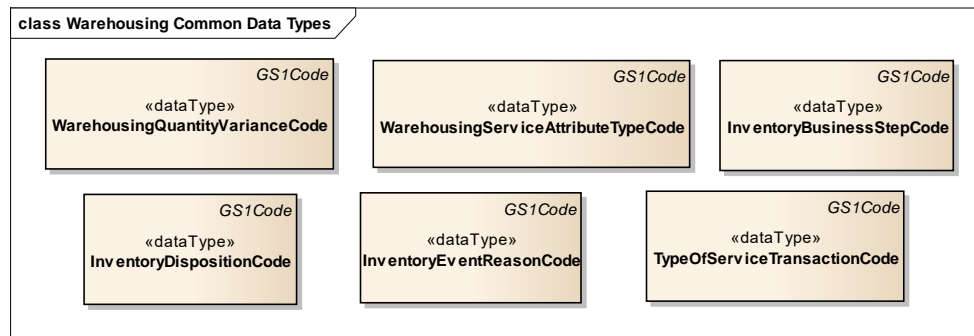 class Warehousing Common Data Types
GS1Code
«dataType»
WarehousingQuantityVarianceCode
GS1Code
«dataType»
WarehousingServiceAttributeTypeCode
GS1Code
«dataType»
InventoryBusinessStepCode
GS1Code
«dataType»
InventoryDispositionCode
GS1Code
«dataType»
InventoryEventReasonCode
GS1Code
«dataType»
TypeOfServiceTransactionCode